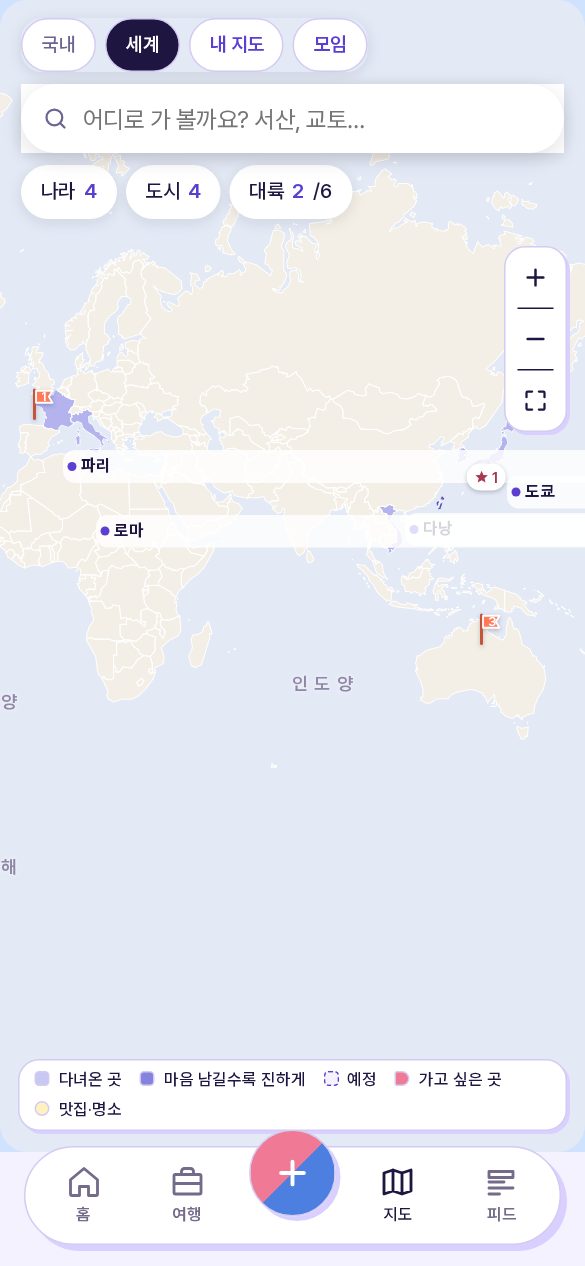 국내 세계 내 지도 모임
어디로 가 볼까요? 서산, 교토...
나라 4 도시 4 대륙 2 /6
1
파리
1
도쿄
로마
다낭
3
인도양
양
해
다녀온 곳 마음 남길수록 진하게 예정 가고 싶은 곳
맛집·명소
홈 여행 지도 피드